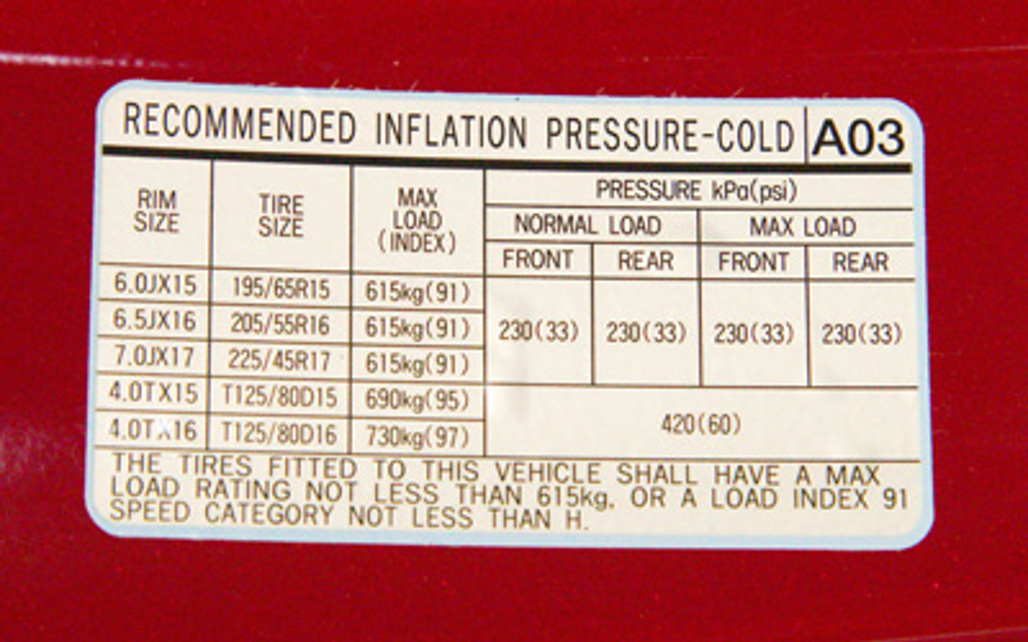 RECOMMENDED INFLATION PRESSURE-COLD A03
RIM SIZE TIRE SIZE MAX LOAD (INDEX) PRESSURE kPa(psi)
NORMAL LOAD MAX LOAD
FRONT REAR FRONT REAR
6.0JX15 195/65R15 615kg(91)
6.5JX16 205/55R16 615kg(91) 230(33) 230(33) 230(33) 230(33)
7.0JX17 225/45R17 615kg(91)
4.0TX15 T125/80D15 690kg(95)
4.0TX16 T125/80D16 730kg(97) 420(60)
THE TIRES FITTED TO THIS VEHICLE SHALL HAVE A MAX
LOAD RATING NOT LESS THAN 615kg, OR A LOAD INDEX 91
SPEED CATEGORY NOT LESS THAN H.